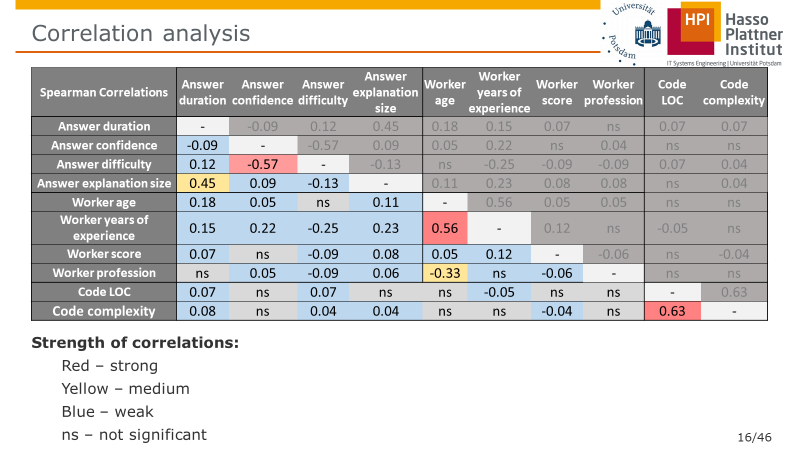 Correlation analysis
Universität
Potsdam
HPI
Hasso
Plattner
Institut
IT Systems Engineering | Universität Potsdam
Spearman Correlations | Answer duration | Answer confidence | Answer difficulty | Answer explanation size | Worker age | Worker years of experience | Worker score | Worker profession | Code LOC | Code complexity
Answer duration | - | -0.09 | 0.12 | 0.45 | 0.18 | 0.15 | 0.07 | ns | 0.07 | 0.07
Answer confidence | -0.09 | - | -0.57 | 0.09 | 0.05 | 0.22 | ns | 0.04 | ns | ns
Answer difficulty | 0.12 | -0.57 | - | -0.13 | ns | -0.25 | -0.09 | -0.09 | 0.07 | 0.04
Answer explanation size | 0.45 | 0.09 | -0.13 | - | 0.11 | 0.23 | 0.08 | 0.08 | ns | 0.04
Worker age | 0.18 | 0.05 | ns | 0.11 | - | 0.56 | 0.05 | 0.05 | ns | ns
Worker years of experience | 0.15 | 0.22 | -0.25 | 0.23 | 0.56 | - | 0.12 | ns | -0.05 | ns
Worker score | 0.07 | ns | -0.09 | 0.08 | 0.05 | 0.12 | - | -0.06 | ns | -0.04
Worker profession | ns | 0.05 | -0.09 | 0.06 | -0.33 | ns | -0.06 | - | ns | ns
Code LOC | 0.07 | ns | 0.07 | ns | ns | -0.05 | ns | ns | - | 0.63
Code complexity | 0.08 | ns | 0.04 | 0.04 | ns | ns | -0.04 | ns | 0.63 | -
Strength of correlations:
Red – strong
Yellow – medium
Blue – weak
ns – not significant
16/46